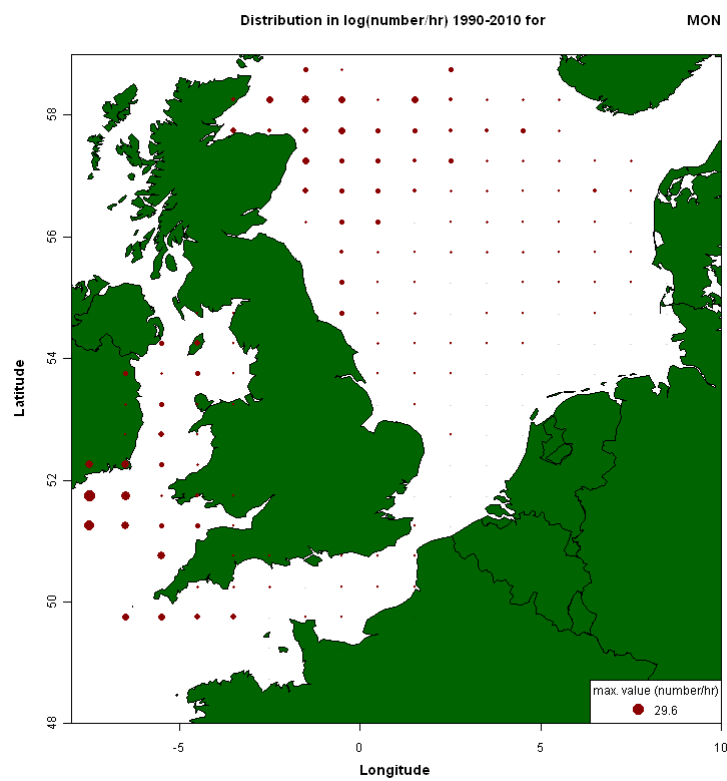 Distribution in log(number/hr) 1990-2010 for MON
58
56
54
52
50
48
Latitude
max. value (number/hr)
29.6
-5 0 5 10
Longitude